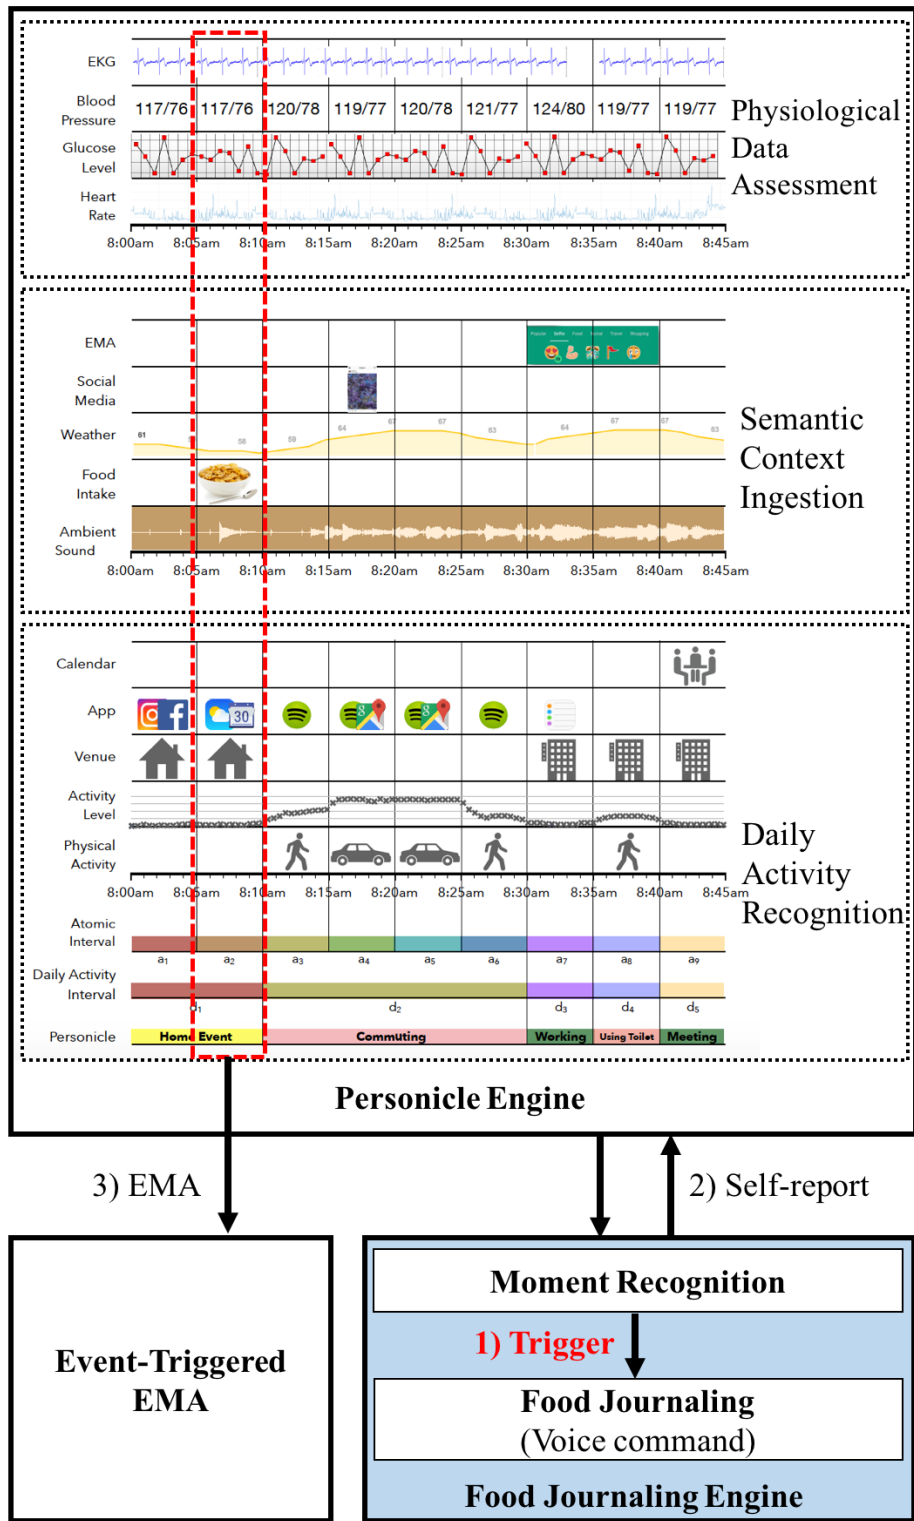 EKG
Blood
Pressure
117/76 117/76 120/78 119/77 120/78 121/77 124/80 119/77 119/77
Glucose
Level
Heart
Rate
8:00am 8:05am 8:10am 8:15am 8:20am 8:25am 8:30am 8:35am 8:40am 8:45am
Physiological
Data
Assessment
EMA
Popular Selfie Food Travel Shopping
Social
Media
Weather
61 58 59 64 67 67 63 64 67 67 63
Food
Intake
Ambient
Sound
8:00am 8:05am 8:10am 8:15am 8:20am 8:25am 8:30am 8:35am 8:40am 8:45am
Semantic
Context
Ingestion
Calendar
App
30
g g
Venue
Activity
Level
Physical
Activity
8:00am 8:05am 8:10am 8:15am 8:20am 8:25am 8:30am 8:35am 8:40am 8:45am
Atomic
Interval
a1 a2 a3 a4 a5 a6 a7 a8 a9
Daily Activity
Interval
d1 d2 d3 d4 d5
Personicle
Home Event Commuting Working Using Toilet Meeting
Daily
Activity
Recognition
Personicle Engine
3) EMA
2) Self-report
Event-Triggered
EMA
Moment Recognition
1) Trigger
Food Journaling
(Voice command)
Food Journaling Engine